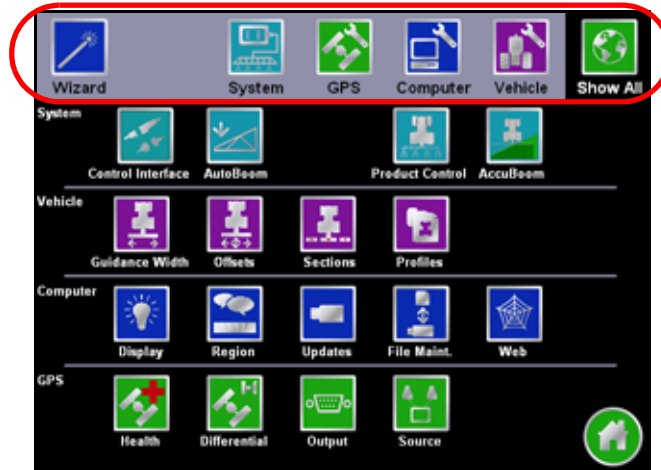 Wizard System GPS Computer Vehicle Show All
System
Control Interface AutoBoom Product Control AccuBoom
Vehicle
Guidance Width Offsets Sections Profiles
Computer
Display Region Updates File Maint. Web
GPS
Health Differential Output Source